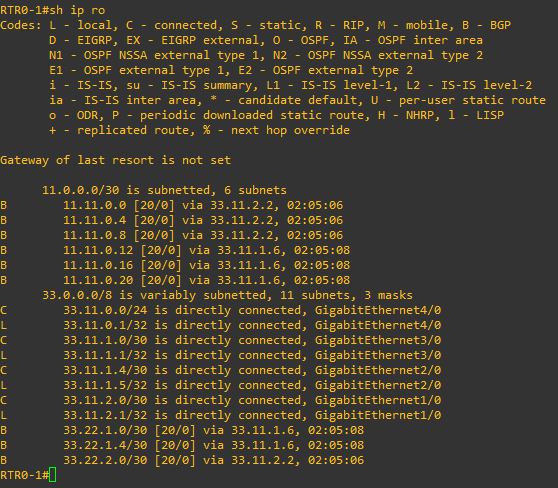 RTR0-1#sh ip ro
Codes: L - local, C - connected, S - static, R - RIP, M - mobile, B - BGP
D - EIGRP, EX - EIGRP external, O - OSPF, IA - OSPF inter area
N1 - OSPF NSSA external type 1, N2 - OSPF NSSA external type 2
E1 - OSPF external type 1, E2 - OSPF external type 2
i - IS-IS, su - IS-IS summary, L1 - IS-IS level-1, L2 - IS-IS level-2
ia - IS-IS inter area, * - candidate default, U - per-user static route
o - ODR, P - periodic downloaded static route, H - NHRP, l - LISP
+ - replicated route, % - next hop override
Gateway of last resort is not set
11.0.0.0/30 is subnetted, 6 subnets
B 11.11.0.0 [20/0] via 33.11.2.2, 02:05:06
B 11.11.0.4 [20/0] via 33.11.2.2, 02:05:06
B 11.11.0.8 [20/0] via 33.11.2.2, 02:05:06
B 11.11.0.12 [20/0] via 33.11.1.6, 02:05:08
B 11.11.0.16 [20/0] via 33.11.1.6, 02:05:08
B 11.11.0.20 [20/0] via 33.11.1.6, 02:05:08
33.0.0.0/8 is variably subnetted, 11 subnets, 3 masks
C 33.11.0.0/24 is directly connected, GigabitEthernet4/0
L 33.11.0.1/32 is directly connected, GigabitEthernet4/0
C 33.11.1.0/30 is directly connected, GigabitEthernet3/0
L 33.11.1.1/32 is directly connected, GigabitEthernet3/0
C 33.11.1.4/30 is directly connected, GigabitEthernet2/0
L 33.11.1.5/32 is directly connected, GigabitEthernet2/0
C 33.11.2.0/30 is directly connected, GigabitEthernet1/0
L 33.11.2.1/32 is directly connected, GigabitEthernet1/0
B 33.22.1.0/30 [20/0] via 33.11.1.6, 02:05:08
B 33.22.1.4/30 [20/0] via 33.11.1.6, 02:05:08
B 33.22.2.0/30 [20/0] via 33.11.2.2, 02:05:06
RTR0-1#